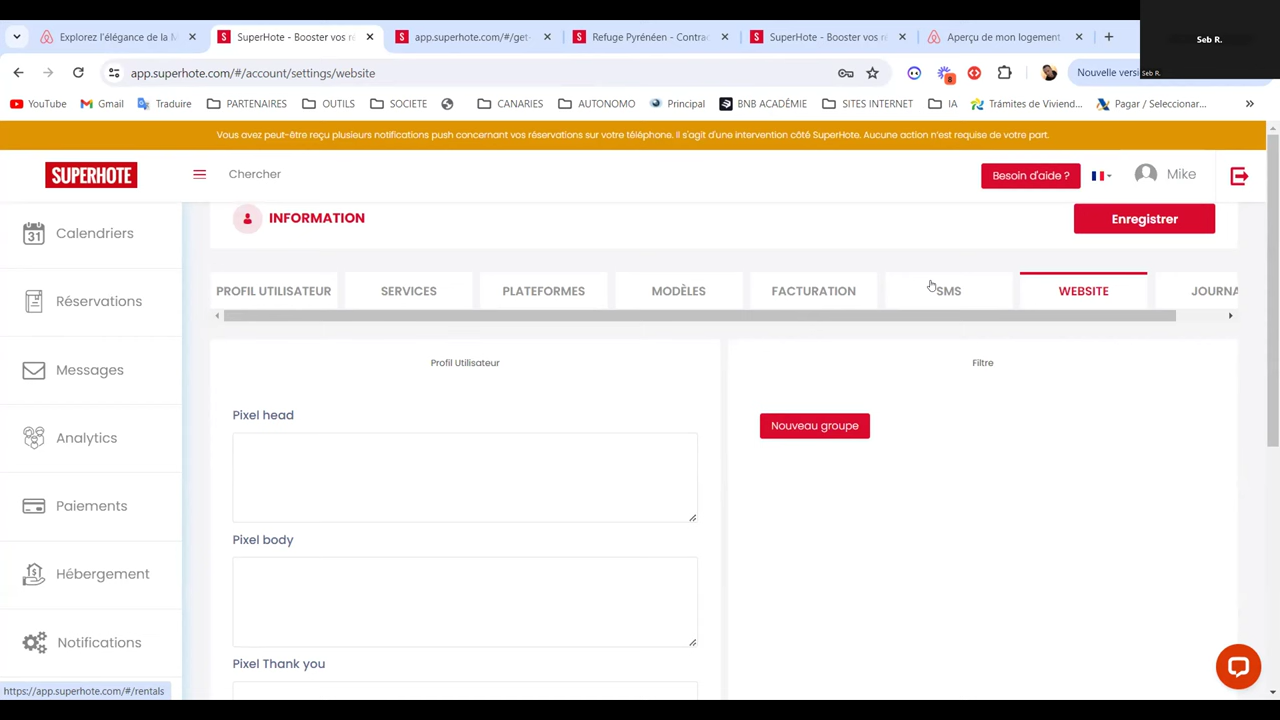 Seb R.
Explorez l'élégance de la M
SuperHote - Booster vos ré
app.superhote.com/#/get-
Refuge Pyrénéen - Contrac
SuperHote - Booster vos ré
Aperçu de mon logement
app.superhote.com/#/account/settings/website
Nouvelle versi
Seb R.
YouTube
Gmail
Traduire
PARTENAIRES
OUTILS
SOCIETE
CANARIES
AUTONOMO
Principal
BNB ACADÉMIE
SITES INTERNET
IA
Trámites de Viviend...
Pagar / Seleccionar...
Vous avez peut-être reçu plusieurs notifications push concernant vos réservations sur votre téléphone. Il s'agit d'une intervention côté SuperHote. Aucune action n'est requise de votre part.
SUPERHOTE
Chercher
Besoin d'aide ?
Mike
INFORMATION
Enregistrer
Calendriers
Réservations
Messages
Analytics
Paiements
Hébergement
Notifications
PROFIL UTILISATEUR
SERVICES
PLATEFORMES
MODÈLES
FACTURATION
SMS
WEBSITE
JOURNA
Profil Utilisateur
Filtre
Pixel head
Nouveau groupe
Pixel body
Pixel Thank you
https://app.superhote.com/#/rentals
31
8